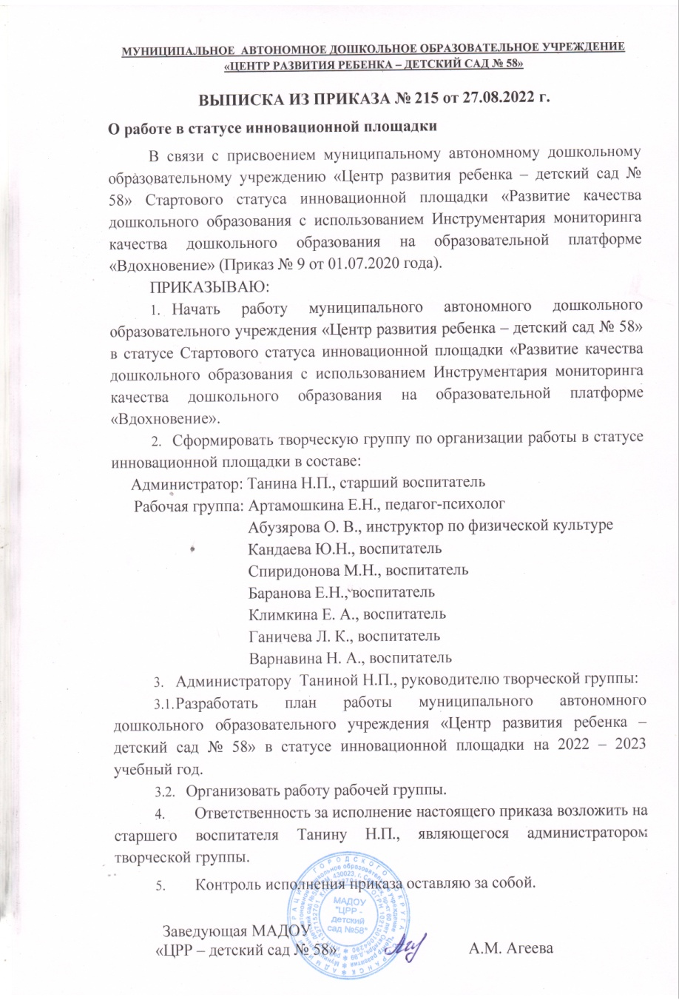 МУНИЦИПАЛЬНОЕ АВТОНОМНОЕ ДОШКОЛЬНОЕ ОБРАЗОВАТЕЛЬНОЕ УЧРЕЖДЕНИЕ
«ЦЕНТР РАЗВИТИЯ РЕБЕНКА – ДЕТСКИЙ САД № 58»
ВЫПИСКА ИЗ ПРИКАЗА № 215 от 27.08.2022 г.
О работе в статусе инновационной площадки
В связи с присвоением муниципальному автономному дошкольному
образовательному учреждению «Центр развития ребенка – детский сад №
58» Стартового статуса инновационной площадки «Развитие качества
дошкольного образования с использованием Инструментария мониторинга
качества дошкольного образования на образовательной платформе
«Вдохновение» (Приказ № 9 от 01.07.2020 года).
ПРИКАЗЫВАЮ:
1. Начать работу муниципального автономного дошкольного
образовательного учреждения «Центр развития ребенка – детский сад № 58»
в статусе Стартового статуса инновационной площадки «Развитие качества
дошкольного образования с использованием Инструментария мониторинга
качества дошкольного образования на образовательной платформе
«Вдохновение».
2. Сформировать творческую группу по организации работы в статусе
инновационной площадки в составе:
Администратор: Танина Н.П., старший воспитатель
Рабочая группа: Артамошкина Е.Н., педагог-психолог
Абузярова О. В., инструктор по физической культуре
Кандаева Ю.Н., воспитатель
Спиридонова М.Н., воспитатель
Баранова Е.Н., воспитатель
Климкина Е. А., воспитатель
Ганичева Л. К., воспитатель
Варнавина Н. А., воспитатель
3. Администратору Таниной Н.П., руководителю творческой группы:
3.1.Разработать план работы муниципального автономного
дошкольного образовательного учреждения «Центр развития ребенка –
детский сад № 58» в статусе инновационной площадки на 2022 – 2023
учебный год.
3.2. Организовать работу рабочей группы.
4. Ответственность за исполнение настоящего приказа возложить на
старшего воспитателя Танину Н.П., являющегося администратором
творческой группы.
5. Контроль исполнения приказа оставляю за собой.
МАДОУ
"ЦРР -
детский
сад №58"
Заведующая МАДОУ
«ЦРР – детский сад № 58» А.М. Агеева